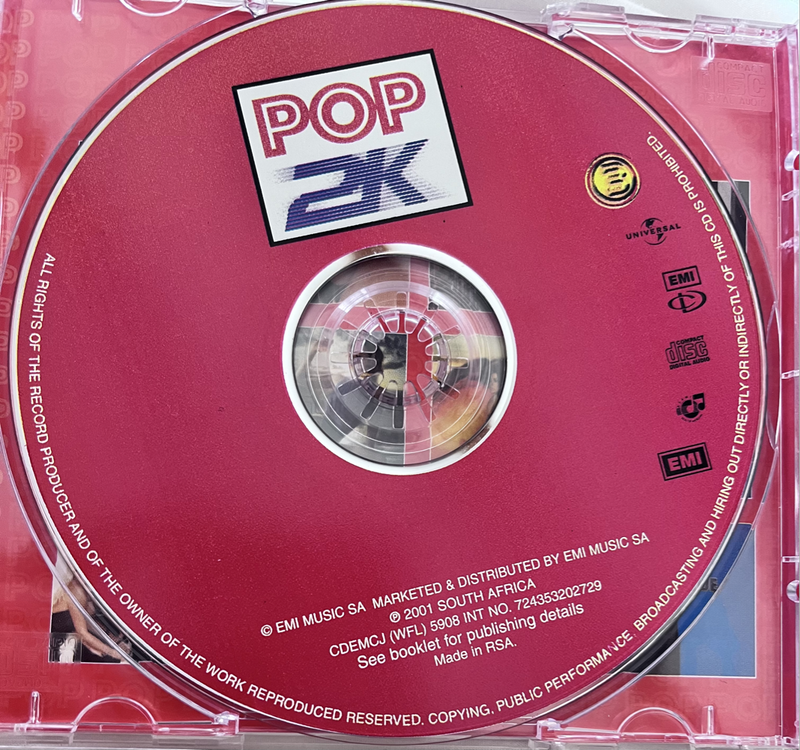 POP
2K
UNIVERSAL
EMI
COMPACT
disc
DIGITAL AUDIO
EMI
ALL RIGHTS OF THE RECORD PRODUCER AND OF THE OWNER OF THE WORK REPRODUCED RESERVED. COPYING, PUBLIC PERFORMANCE, BROADCASTING AND HIRING OUT DIRECTLY OR INDIRECTLY OF THIS CD IS PROHIBITED.
© EMI MUSIC SA MARKETED & DISTRIBUTED BY EMI MUSIC SA
℗ 2001 SOUTH AFRICA
CDEMCJ (WFL) 5908 INT NO. 724353202729
See booklet for publishing details
Made in RSA.